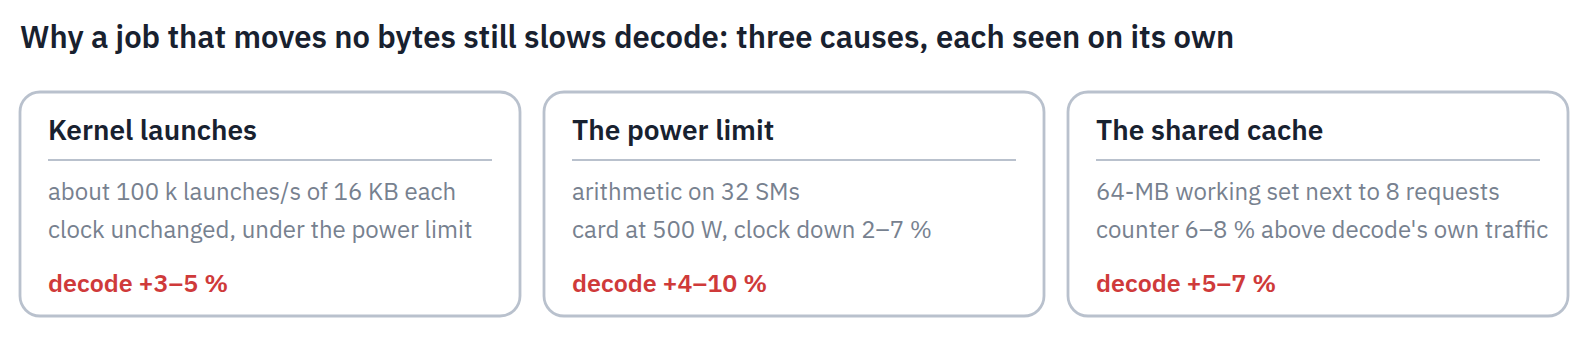 Why a job that moves no bytes still slows decode: three causes, each seen on its own
Kernel launches
about 100 k launches/s of 16 KB each
clock unchanged, under the power limit
decode +3–5 %
The power limit
arithmetic on 32 SMs
card at 500 W, clock down 2–7 %
decode +4–10 %
The shared cache
64-MB working set next to 8 requests
counter 6–8 % above decode's own traffic
decode +5–7 %